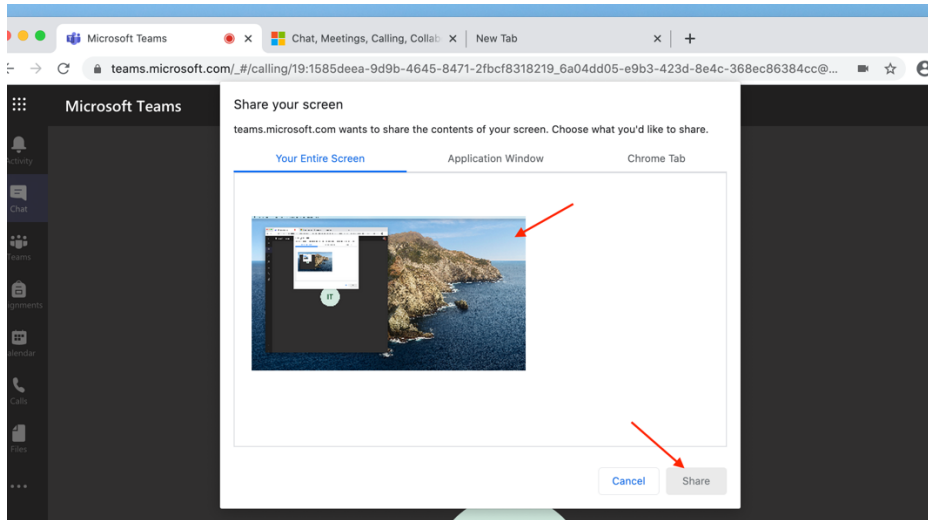 Microsoft Teams
Chat, Meetings, Calling, Collab
New Tab
teams.microsoft.com/_#/calling/19:1585deea-9d9b-4645-8471-2fbcf8318219_6a04dd05-e9b3-423d-8e4c-368ec86384cc@...
Microsoft Teams
Share your screen
teams.microsoft.com wants to share the contents of your screen. Choose what you'd like to share.
Your Entire Screen
Application Window
Chrome Tab
Activity
Chat
Teams
ignments
alendar
Calls
Files
IT
Cancel
Share